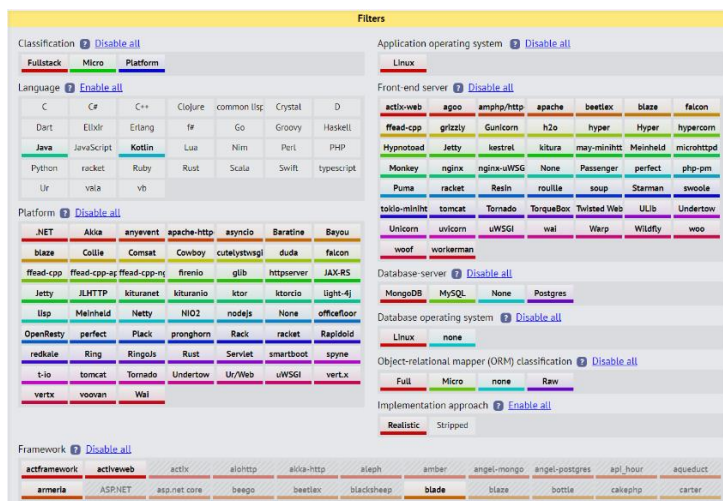 Filters
Classification ? Disable all
Fullstack Micro Platform
Language ? Enable all
C C# C++ Clojure common lisp Crystal D
Dart Elixir Erlang f# Go Groovy Haskell
Java JavaScript Kotlin Lua Nim Perl PHP
Python racket Ruby Rust Scala Swift typescript
Ur vala vb
Platform ? Disable all
.NET Akka anyevent apache-http asyncio Baratine Bayou
blaze Collie Comsat Cowboy cutelystwsgi duda falcon
ffead-cpp ffead-cpp-ap ffead-cpp-ng firenio glib httpserver JAX-RS
Jetty JLHTTP kituranet kituranio ktor ktorcio light-4j
lisp Meinheld Netty NIO2 nodejs None officefloor
OpenResty perfect Plack pronghorn Rack racket Rapidoid
redkale Ring RingoJs Rust Servlet smartboot spyne
t-io tomcat Tornado Undertow Ur/Web uWSGI vert.x
vertx voovan Wai
Application operating system ? Disable all
Linux
Front-end server ? Disable all
actix-web agoo amphp/http apache beetlex blaze falcon
ffead-cpp grizzly Gunicorn h2o hyper Hyper hypercorn
Hypnotoad Jetty kestrel kitura may-minihtt Meinheld microhttpd
Monkey nginx nginx-uWSG None Passenger perfect php-pm
Puma racket Resin rouille soup Starman swoole
tokio-miniht tomcat Tornado TorqueBox Twisted Web ULib Undertow
Unicorn uvicorn uWSGI wai Warp Wildfly woo
woof workerman
Database-server ? Disable all
MongoDB MySQL None Postgres
Database operating system ? Disable all
Linux none
Object-relational mapper (ORM) classification ? Disable all
Full Micro none Raw
Implementation approach ? Enable all
Realistic Stripped
Framework ? Disable all
actframework activeweb actix aiohttp akka-http aleph amber angel-mongo angel-postgres api_hour aqueduct
armeria ASP.NET asp.net core beego beetlex blacksheep blade blaze bottle cakephp carter